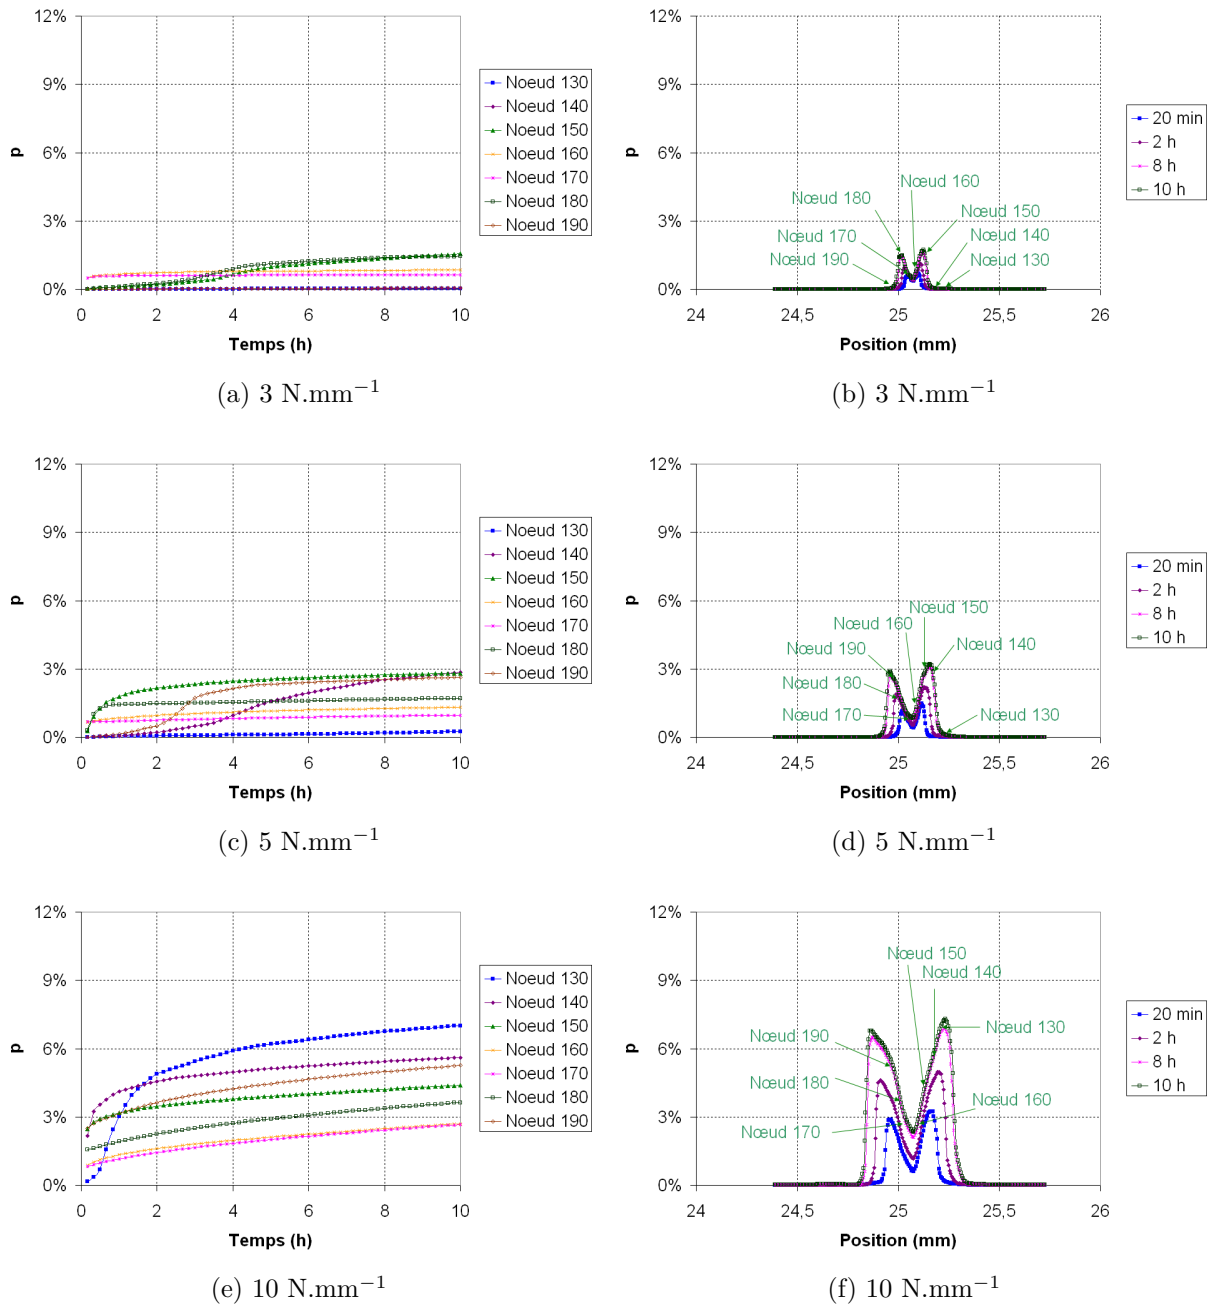 12%
9%
6%
3%
0%
p
0
2
4
6
8
10
Temps (h)
Noeud 130
Noeud 140
Noeud 150
Noeud 160
Noeud 170
Noeud 180
Noeud 190
(a) 3 N.mm−1
12%
9%
6%
3%
0%
p
Nœud 160
Nœud 180
Nœud 150
Nœud 170
Nœud 140
Nœud 190
Nœud 130
24
24,5
25
25,5
26
Position (mm)
20 min
2 h
8 h
10 h
(b) 3 N.mm−1
12%
9%
6%
3%
0%
p
0
2
4
6
8
10
Temps (h)
Noeud 130
Noeud 140
Noeud 150
Noeud 160
Noeud 170
Noeud 180
Noeud 190
(c) 5 N.mm−1
12%
9%
6%
3%
0%
p
Nœud 150
Nœud 160
Nœud 190
Nœud 140
Nœud 180
Nœud 170
Nœud 130
24
24,5
25
25,5
26
Position (mm)
20 min
2 h
8 h
10 h
(d) 5 N.mm−1
12%
9%
6%
3%
0%
p
0
2
4
6
8
10
Temps (h)
Noeud 130
Noeud 140
Noeud 150
Noeud 160
Noeud 170
Noeud 180
Noeud 190
(e) 10 N.mm−1
12%
9%
6%
3%
0%
p
Nœud 150
Nœud 140
Nœud 190
Nœud 130
Nœud 180
Nœud 160
Nœud 170
24
24,5
25
25,5
26
Position (mm)
20 min
2 h
8 h
10 h
(f) 10 N.mm−1